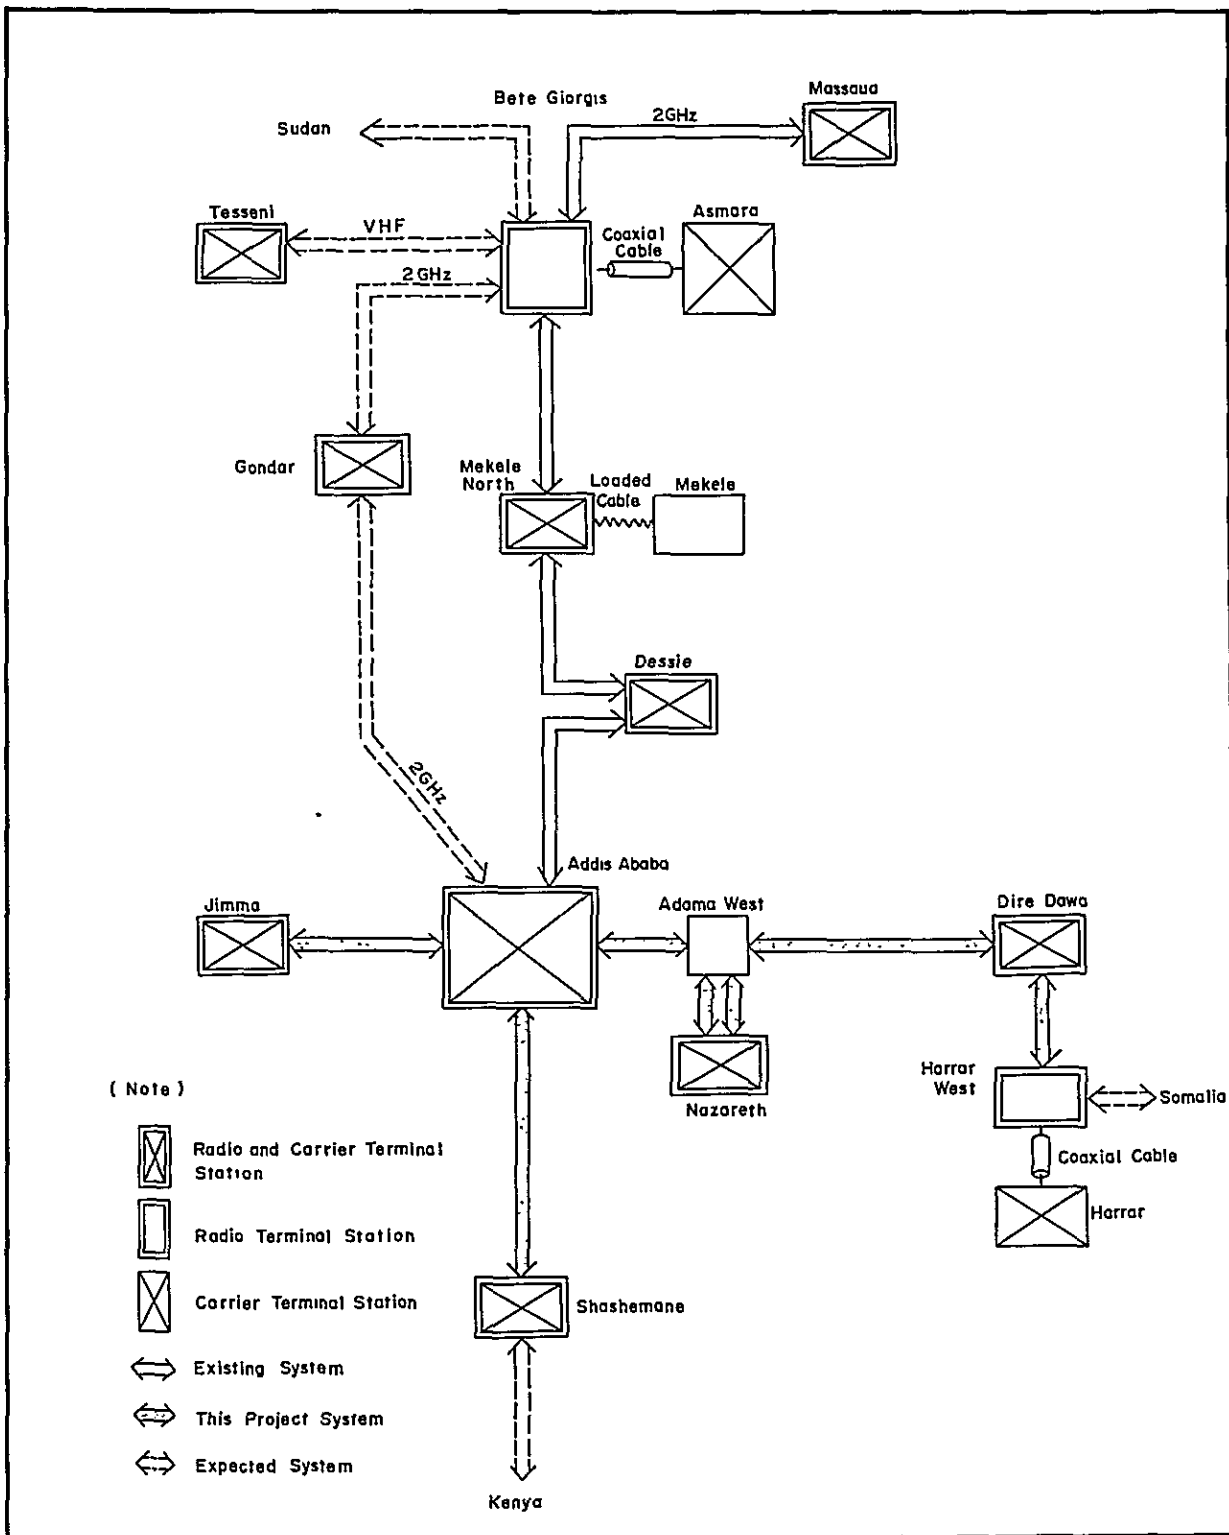 Bete Giorgis
Massaua
Sudan
2GHz
Tesseni
VHF
Coaxial
Cable
Asmara
2GHz
Gondar
Mekele
North
Loaded
Cable
Mekele
Dessie
2GHz
Addis Ababa
Jimma
Adama West
Dire Dawa
Nazareth
Harrar
West
Somalia
Coaxial Cable
Harrar
Shashemane
Kenya
( Note )
Radio and Carrier Terminal
Station
Radio Terminal Station
Carrier Terminal Station
Existing System
This Project System
Expected System